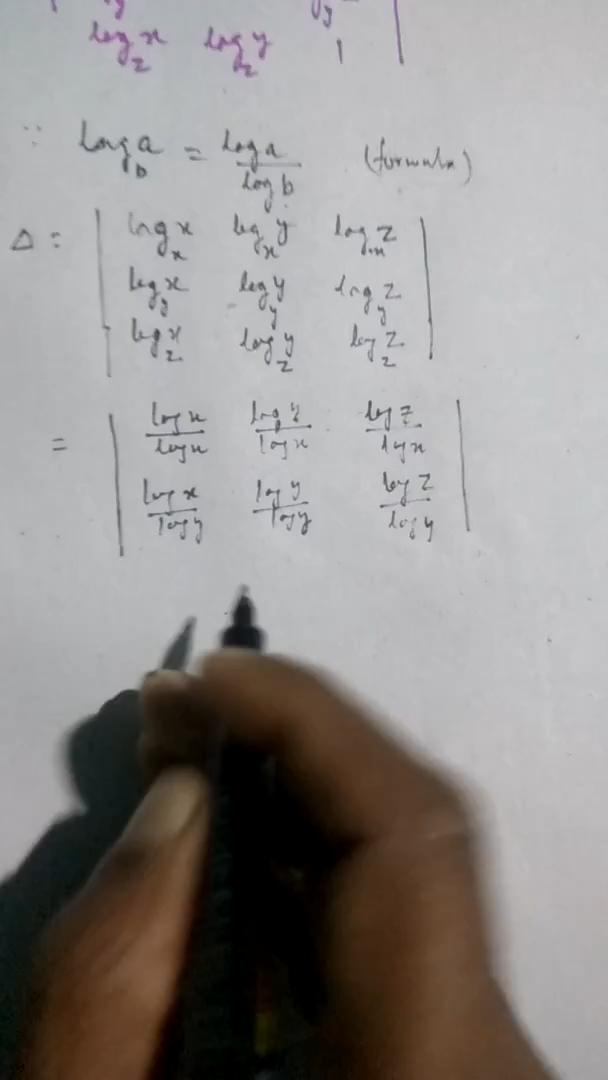 y y
log_z x log_z y 1
∵ log_b a = log a / log b (formula)
Δ = | log_x x log_x y log_x z |
| log_y x log_y y log_y z |
| log_z x log_z y log_z z |
= | log x / log x log y / log x log z / log x |
| log x / log y log y / log y log z / log y |